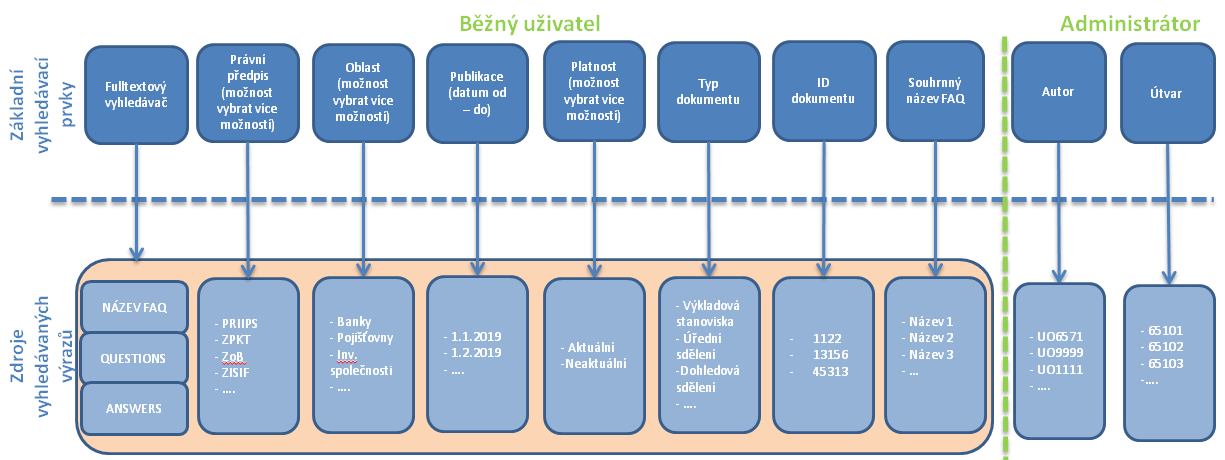 Běžný uživatel
Administrátor
Základní
vyhledávací
prvky
Fulltextový
vyhledávač
Právní
předpis
(možnost
vybrat více
možností)
Oblast
(možnost
vybrat více
možností)
Publikace
(datum od
– do)
Platnost
(možnost
vybrat více
možností)
Typ
dokumentu
ID
dokumentu
Souhrnný
název FAQ
Autor
Útvar
Zdroje
vyhledávaných
výrazů
NÁZEV FAQ
QUESTIONS
ANSWERS
- PRIIPS
- ZPKT
- ZoB
- ZISIF
- ....
- Banky
- Pojišťovny
- Inv.
společnosti
- ....
- 1.1.2019
- 1.2.2019
- ....
- Aktuální
-Neaktuální
- Výkladová
stanoviska
- Úřední
sdělení
-Dohledová
sdělení
- ....
- 1122
- 13156
- 45313
- Název 1
- Název 2
- Název 3
- ...
- UO6571
- UO9999
- UO1111
- ....
- 65101
- 65102
- 65103
-....